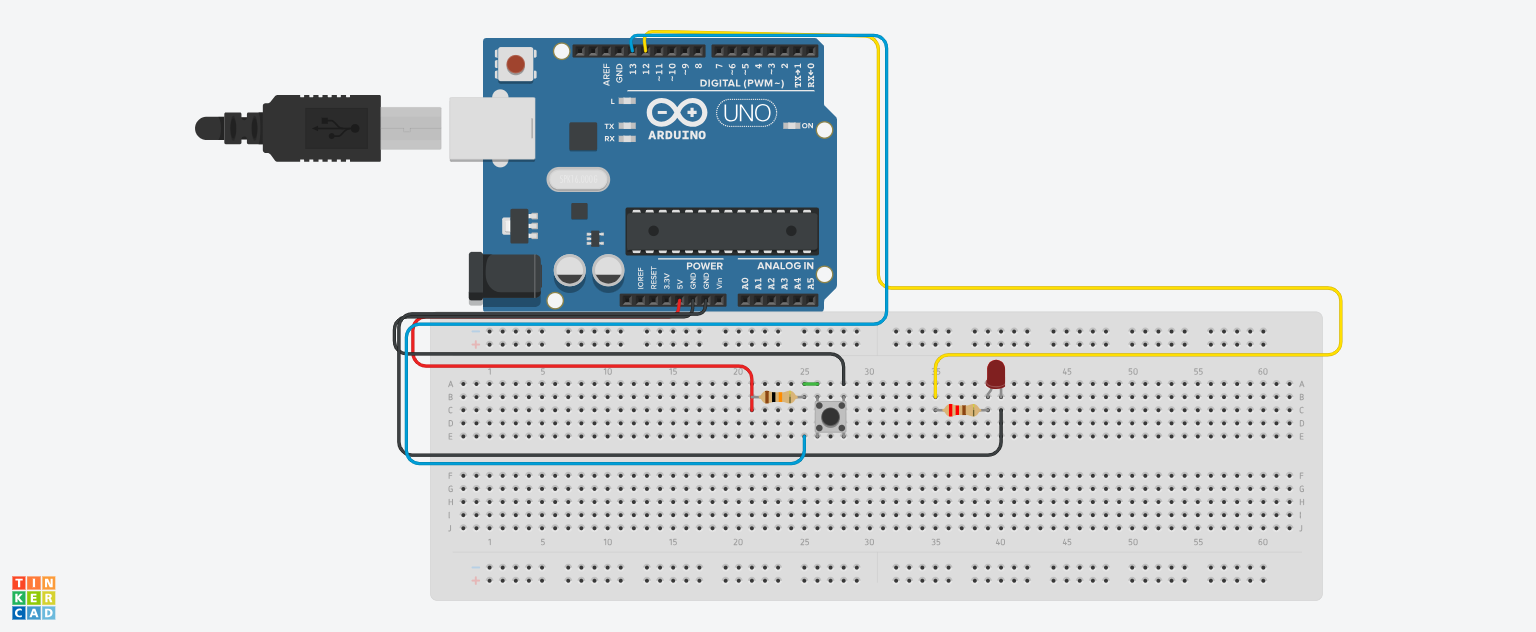 AREF
GND
13
12
~11
~10
~9
8
7
~6
~5
4
~3
2
TX→1
RX←0
DIGITAL (PWM~)
L
TX
RX
ARDUINO
UNO
ON
IOREF
RESET
3.3V
5V
GND
GND
Vin
POWER
ANALOG IN
A0
A1
A2
A3
A4
A5
1 5 10 15 20 25 30 35 45 50 55 60
A A
B B
C C
D D
E E
F F
G G
H H
I I
J J
1 5 10 15 20 25 30 35 40 45 50 55 60
TIN
KER
CAD